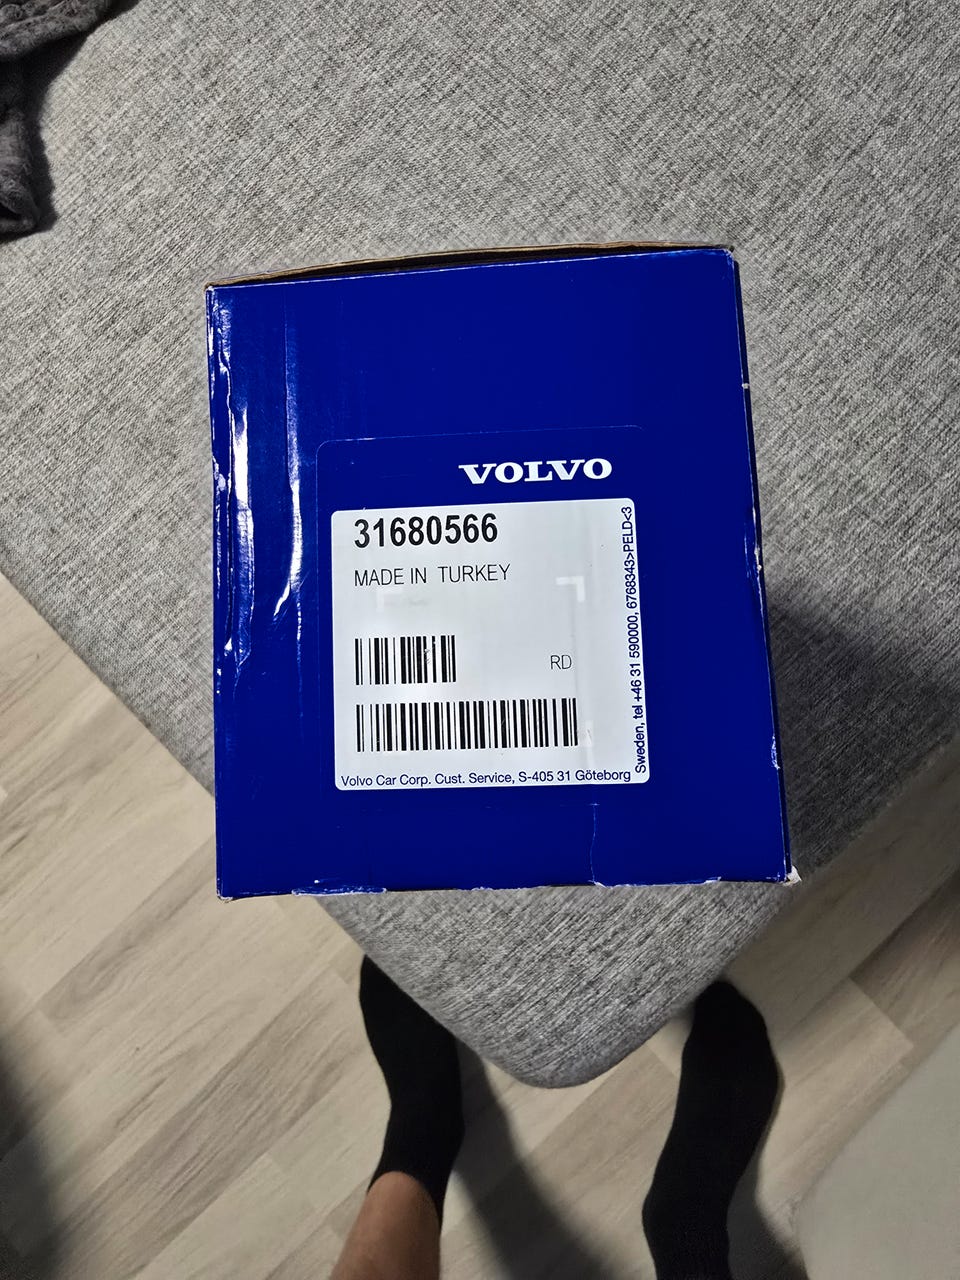 VOLVO
31680566
MADE IN TURKEY
RD
Volvo Car Corp. Cust. Service, S-405 31 Göteborg
Sweden, tel +46 31 590000, 6768343>PELD<3